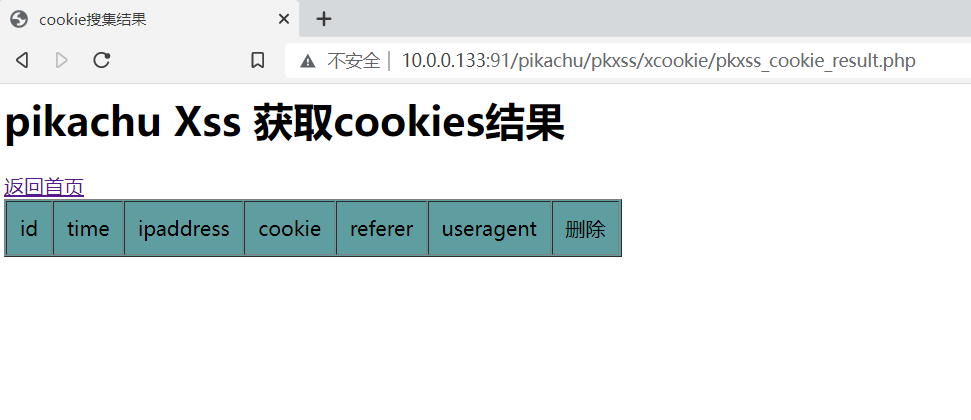 cookie搜集结果
不安全 10.0.0.133:91/pikachu/pkxss/xcookie/pkxss_cookie_result.php
pikachu Xss 获取cookies结果
返回首页
id time ipaddress cookie referer useragent 删除